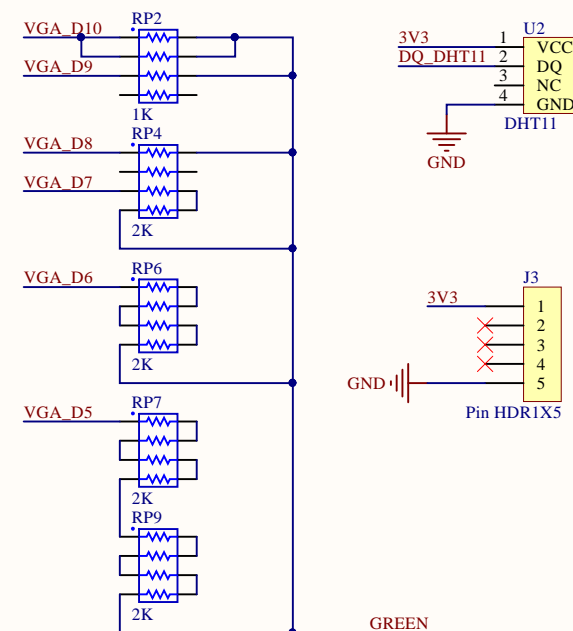 VGA_D10
RP2
VGA_D9
1K
RP4
VGA_D8
VGA_D7
2K
RP6
VGA_D6
2K
RP7
VGA_D5
2K
RP9
2K
U2
3V3
1
VCC
DQ_DHT11
2
DQ
3
NC
4
GND
DHT11
GND
J3
3V3
1
2
3
4
GND
5
Pin HDR1X5
GREEN